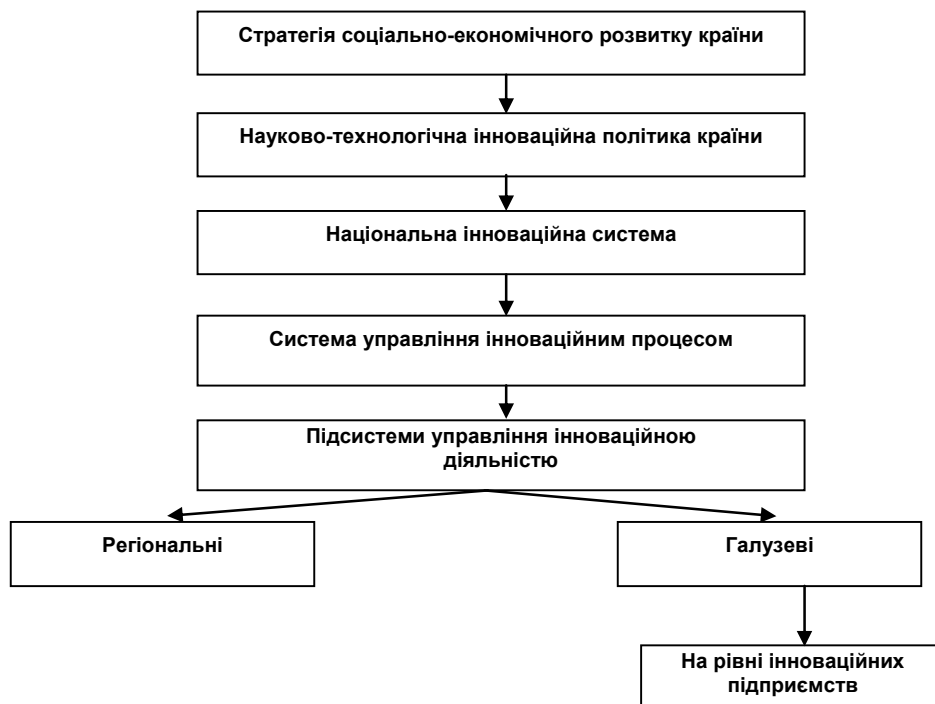 Стратегія соціально-економічного розвитку країни
Науково-технологічна інноваційна політика країни
Національна інноваційна система
Система управління інноваційним процесом
Підсистеми управління інноваційною
діяльністю
Регіональні
Галузеві
На рівні інноваційних
підприємств